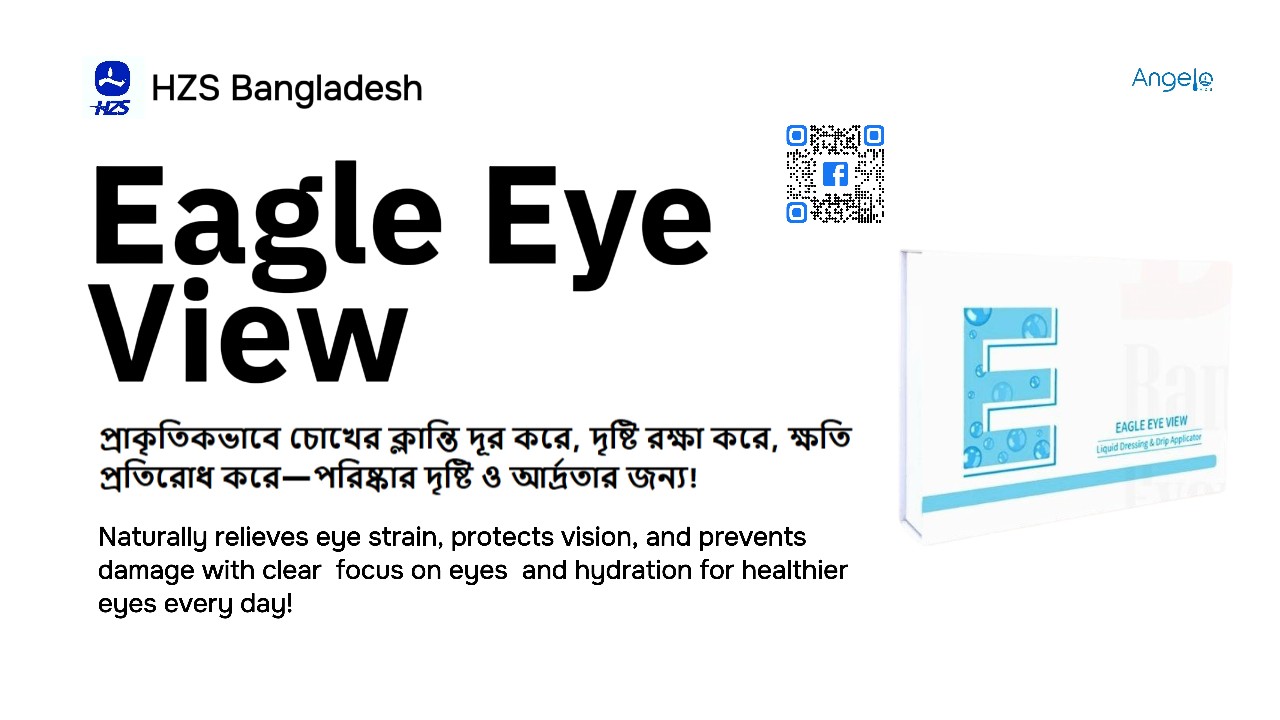 HZS Bangladesh
HZS
Angelo
Eagle Eye
View
প্রাকৃতিকভাবে চোখের ক্লান্তি দূর করে, দৃষ্টি রক্ষা করে, ক্ষতি
প্রতিরোধ করে—পরিষ্কার দৃষ্টি ও আর্দ্রতার জন্য!
Naturally relieves eye strain, protects vision, and prevents
damage with clear  focus on eyes  and hydration for healthier
eyes every day!
E
EAGLE EYE VIEW
Liquid Dressing & Drip Applicator